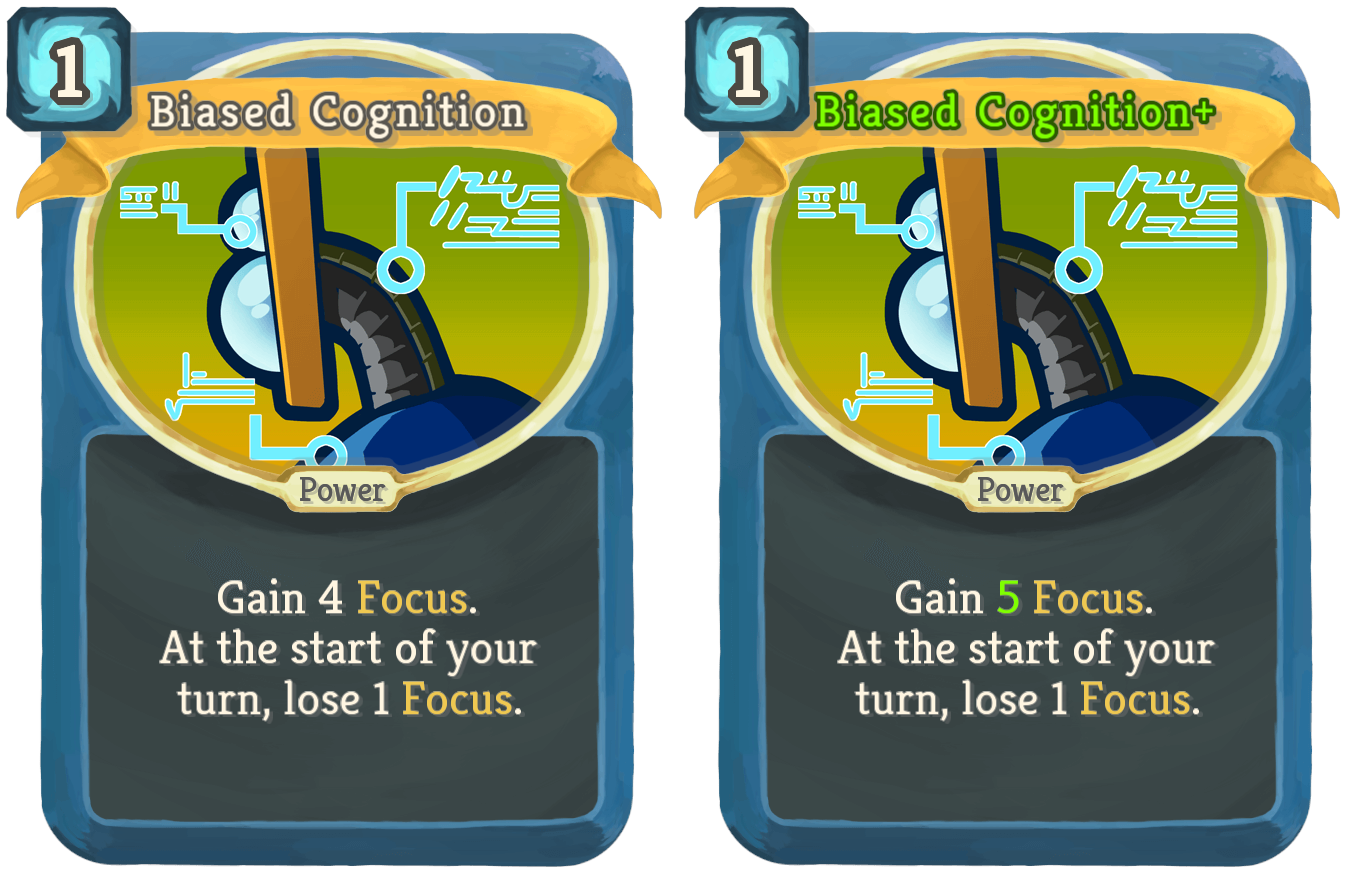 1
Biased Cognition
Power
Gain 4 Focus.
At the start of your
turn, lose 1 Focus.
1
Biased Cognition+
Power
Gain 5 Focus.
At the start of your
turn, lose 1 Focus.